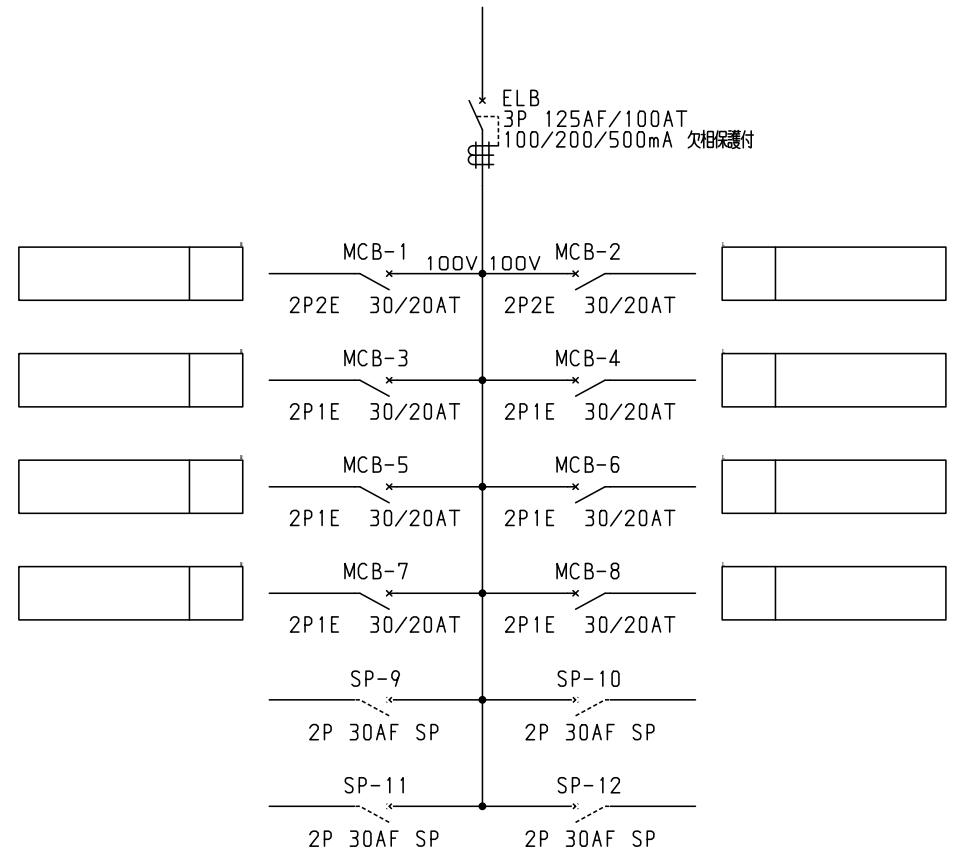 ELB
3P 125AF/100AT
100/200/500mA 欠相保護付
MCB-1
100V
100V
MCB-2
2P2E 30/20AT
2P2E 30/20AT
MCB-3
MCB-4
2P1E 30/20AT
2P1E 30/20AT
MCB-5
MCB-6
2P1E 30/20AT
2P1E 30/20AT
MCB-7
MCB-8
2P1E 30/20AT
2P1E 30/20AT
SP-9
SP-10
2P 30AF SP
2P 30AF SP
SP-11
SP-12
2P 30AF SP
2P 30AF SP